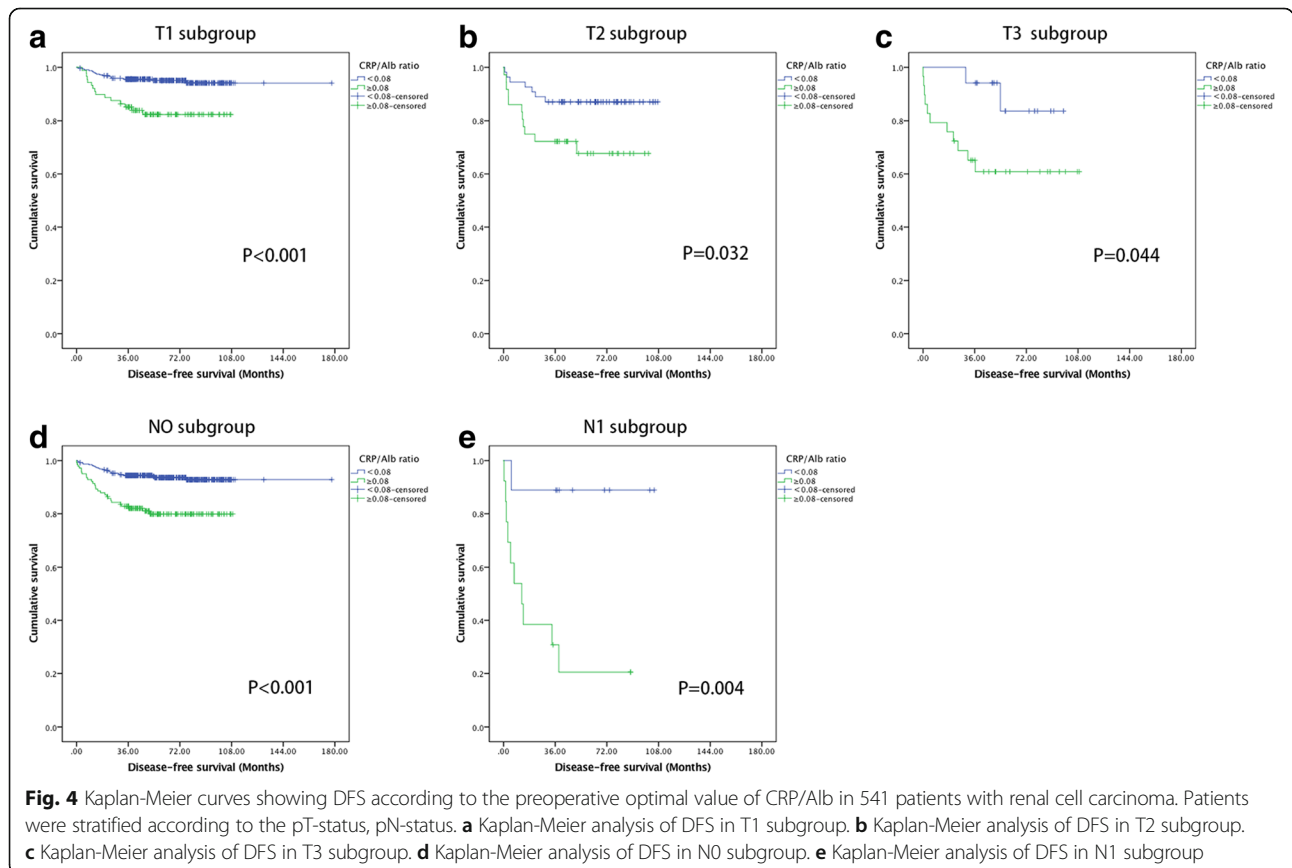 a T1 subgroup
CRP/Alb ratio
<0.08
≥0.08
<0.08-censored
≥0.08-censored
Cumulative survival
1.0
0.8
0.6
0.4
0.2
0.0
P<0.001
.00 36.00 72.00 108.00 144.00 180.00
Disease-free survival (Months)
b T2 subgroup
CRP/Alb ratio
<0.08
≥0.08
<0.08-censored
≥0.08-censored
Cumulative survival
1.0
0.8
0.6
0.4
0.2
0.0
P=0.032
.00 36.00 72.00 108.00 144.00 180.00
Disease-free survival (Months)
c T3 subgroup
CRP/Alb ratio
<0.08
≥0.08
<0.08-censored
≥0.08-censored
Cumulative survival
1.0
0.8
0.6
0.4
0.2
0.0
P=0.044
.00 36.00 72.00 108.00 144.00 180.00
Disease-free survival (Months)
d NO subgroup
CRP/Alb ratio
<0.08
≥0.08
<0.08-censored
≥0.08-censored
Cumulative survival
1.0
0.8
0.6
0.4
0.2
0.0
P<0.001
.00 36.00 72.00 108.00 144.00 180.00
Disease-free survival (Months)
e N1 subgroup
CRP/Alb ratio
<0.08
≥0.08
<0.08-censored
≥0.08-censored
Cumulative survival
1.0
0.8
0.6
0.4
0.2
0.0
P=0.004
.00 36.00 72.00 108.00 144.00 180.00
Disease-free survival (Months)
Fig. 4 Kaplan-Meier curves showing DFS according to the preoperative optimal value of CRP/Alb in 541 patients with renal cell carcinoma. Patients
were stratified according to the pT-status, pN-status. a Kaplan-Meier analysis of DFS in T1 subgroup. b Kaplan-Meier analysis of DFS in T2 subgroup.
c Kaplan-Meier analysis of DFS in T3 subgroup. d Kaplan-Meier analysis of DFS in N0 subgroup. e Kaplan-Meier analysis of DFS in N1 subgroup